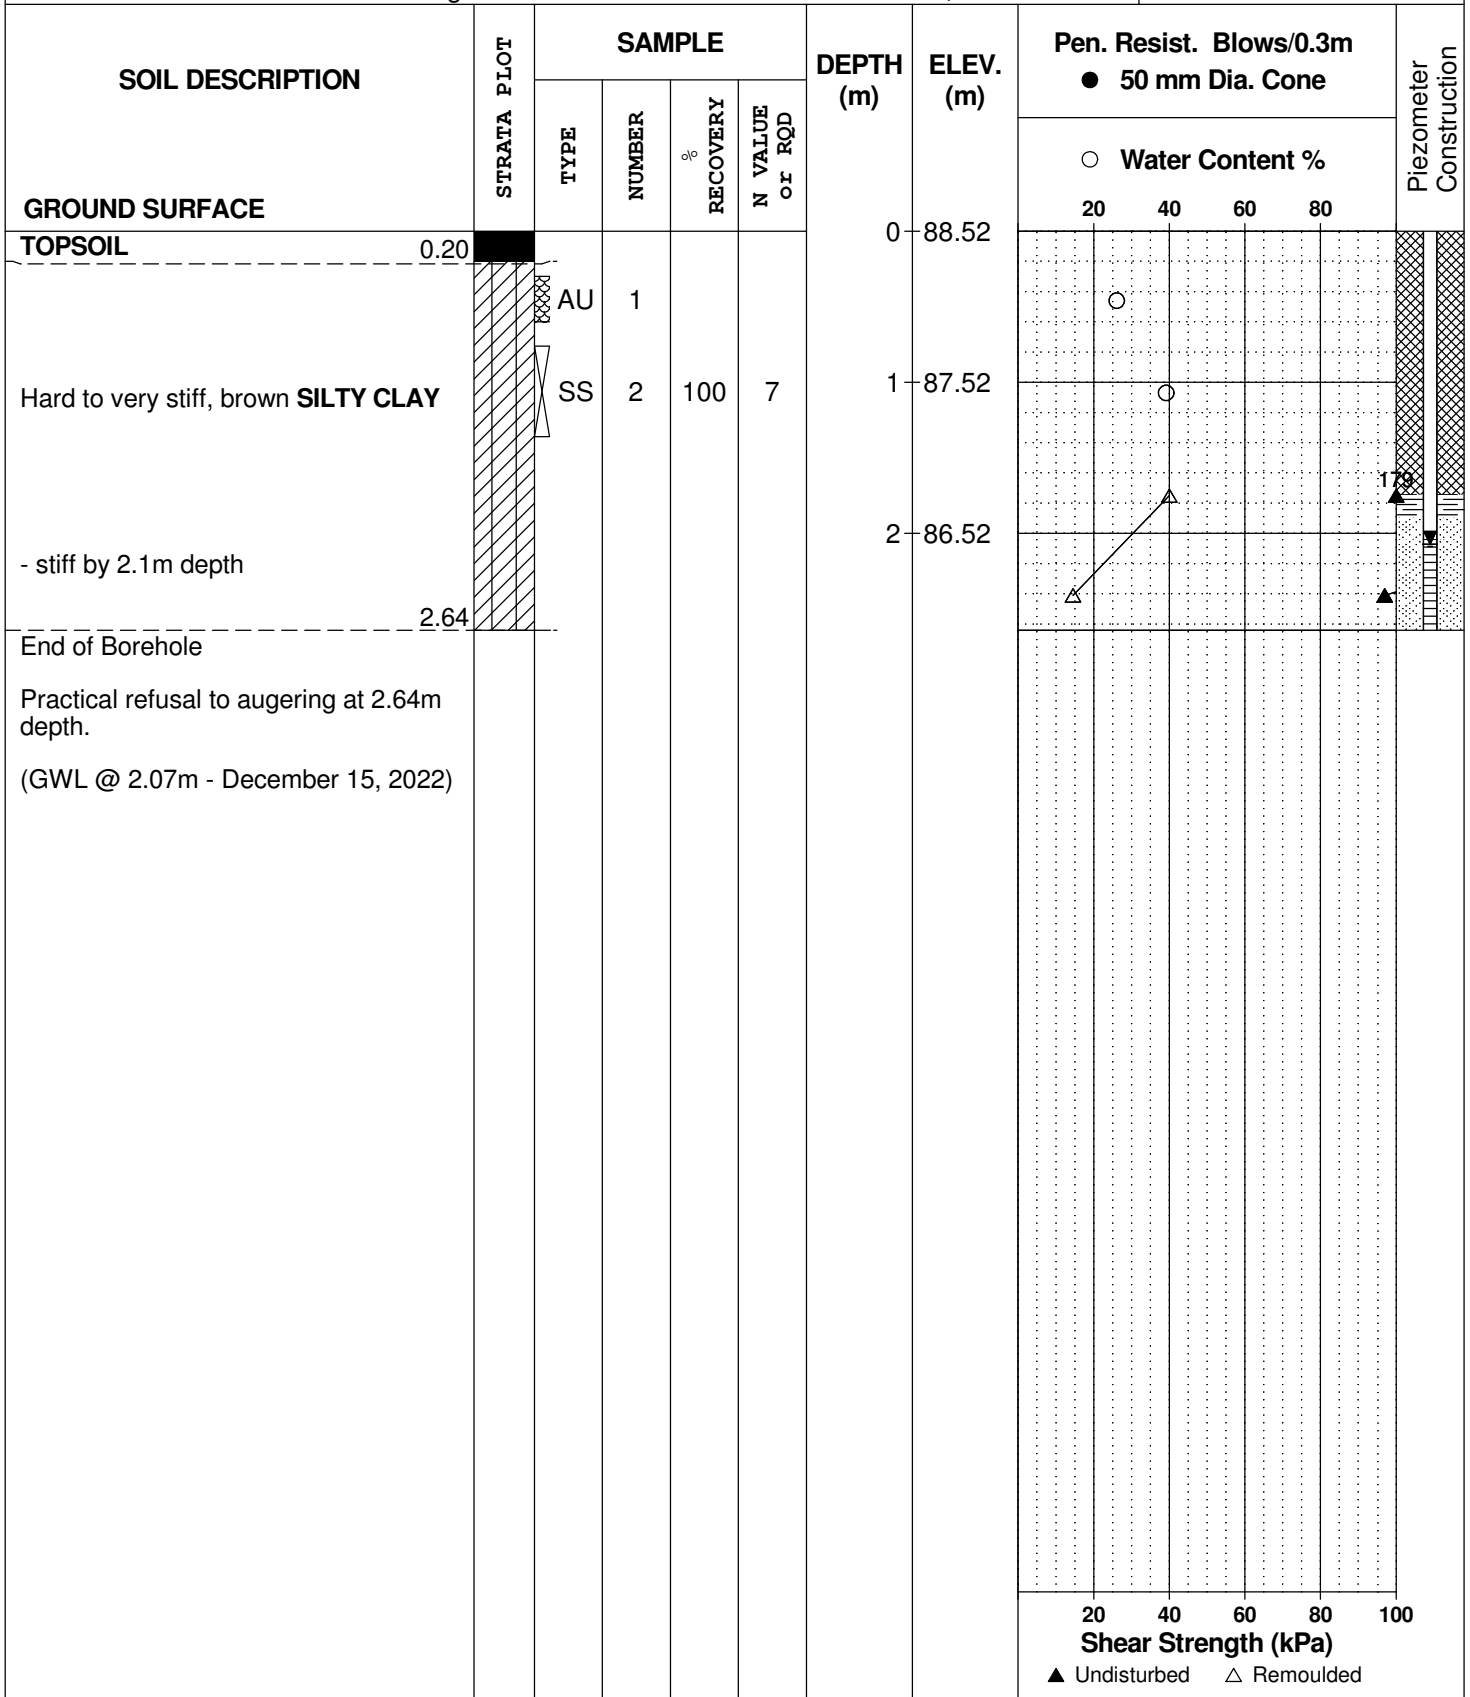 SOIL DESCRIPTION
GROUND SURFACE
STRATA PLOT
SAMPLE
TYPE
NUMBER
% RECOVERY
N VALUE or RQD
DEPTH (m)
ELEV. (m)
Pen. Resist. Blows/0.3m
● 50 mm Dia. Cone
○ Water Content %
20 40 60 80
Piezometer Construction
TOPSOIL 0.20
0 88.52
AU 1
Hard to very stiff, brown SILTY CLAY
SS 2 100 7
1 87.52
179
2 86.52
- stiff by 2.1m depth
2.64
End of Borehole
Practical refusal to augering at 2.64m
depth.
(GWL @ 2.07m - December 15, 2022)
20 40 60 80 100
Shear Strength (kPa)
▲ Undisturbed △ Remoulded